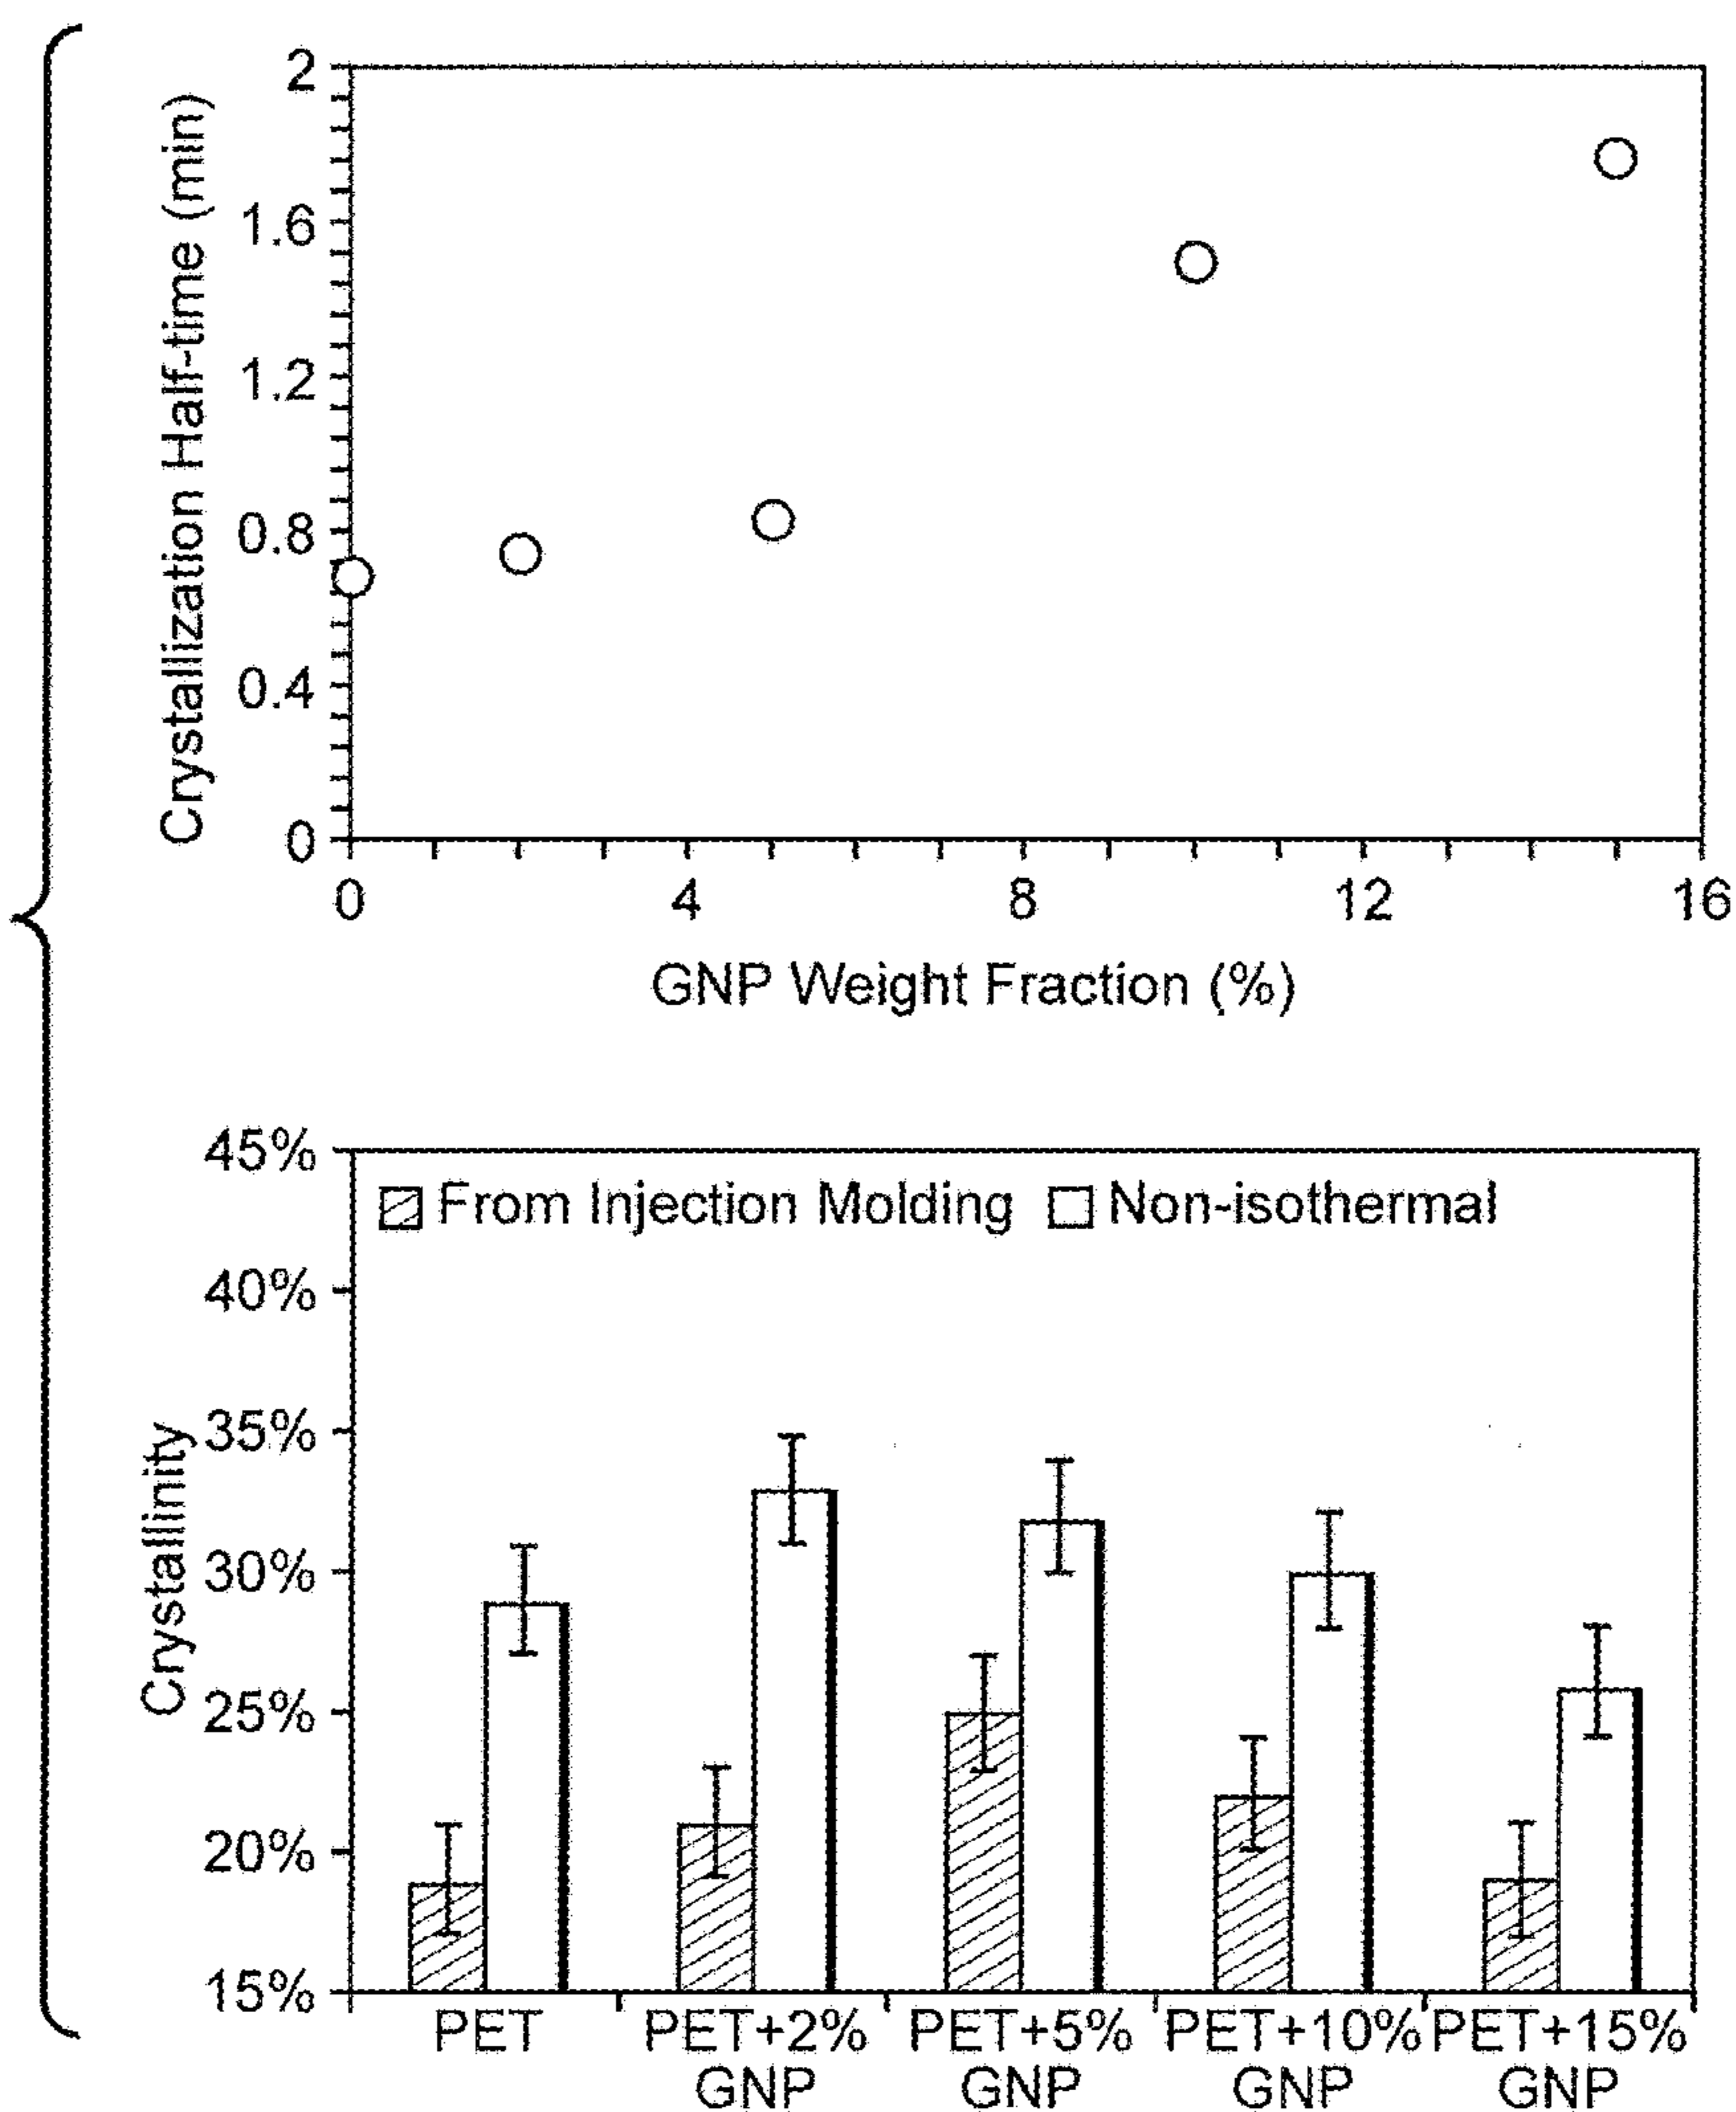 Crystallization Half-time (min)
2
1.6
1.2
0.8
0.4
0
0 4 8 12 16
GNP Weight Fraction (%)
Crystallinity
45%
40%
35%
30%
25%
20%
15%
From Injection Molding Non-isothermal
PET PET+2% PET+5% PET+10% PET+15%
GNP GNP GNP GNP